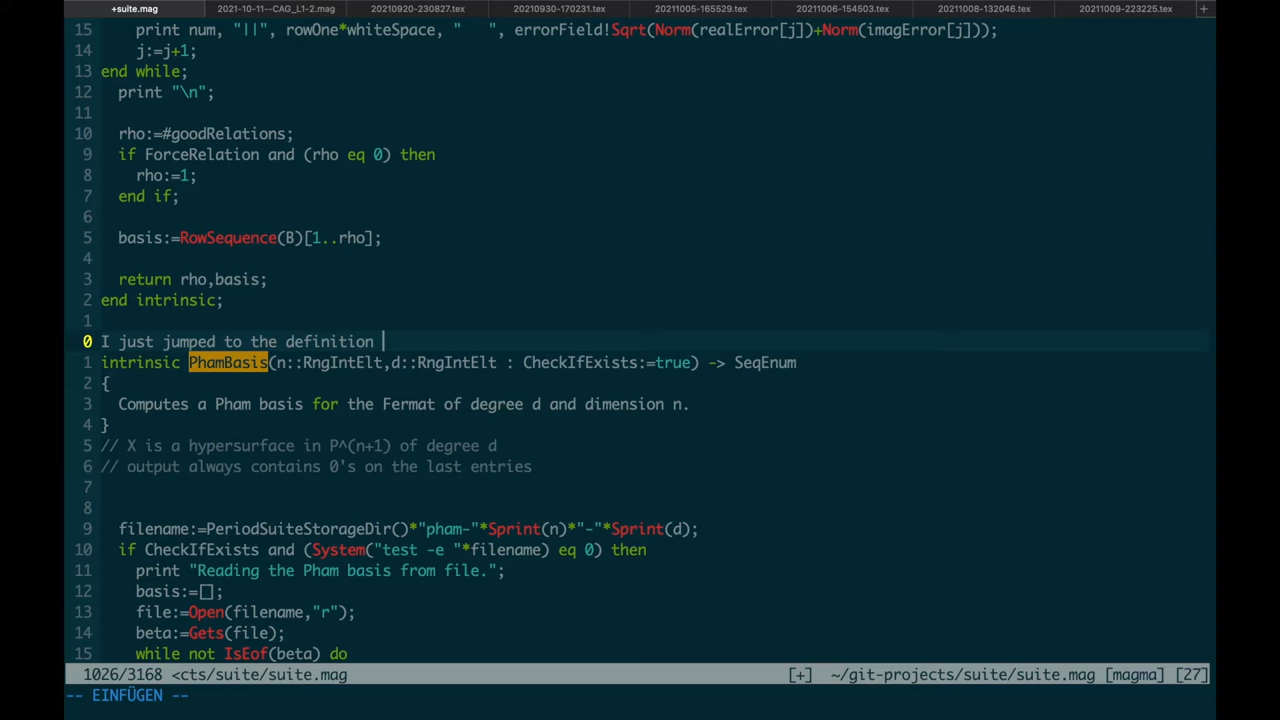 +suite.mag 2021-10-11--CAG_L1-2.mag 20210920-230827.tex 20210930-170231.tex 20211005-165529.tex 20211006-154503.tex 20211008-132046.tex 20211009-223225.tex +
15 print num, "||", rowOne*whiteSpace, "   ", errorField!Sqrt(Norm(realError[j])+Norm(imagError[j]));
14 j:=j+1;
13 end while;
12 print "\n";
11
10 rho:=#goodRelations;
9 if ForceRelation and (rho eq 0) then
8 rho:=1;
7 end if;
6
5 basis:=RowSequence(B)[1..rho];
4
3 return rho,basis;
2 end intrinsic;
1
0 I just jumped to the definition
1 intrinsic PhamBasis(n::RngIntElt,d::RngIntElt : CheckIfExists:=true) -> SeqEnum
2 {
3 Computes a Pham basis for the Fermat of degree d and dimension n.
4 }
5 // X is a hypersurface in P^(n+1) of degree d
6 // output always contains 0's on the last entries
7
8
9 filename:=PeriodSuiteStorageDir()*"pham-"*Sprint(n)*"-"*Sprint(d);
10 if CheckIfExists and (System("test -e "*filename) eq 0) then
11 print "Reading the Pham basis from file.";
12 basis:=[];
13 file:=Open(filename,"r");
14 beta:=Gets(file);
15 while not IsEof(beta) do
1026/3168 <cts/suite/suite.mag [+] ~/git-projects/suite/suite.mag [magma] [27]
-- EINFÜGEN --